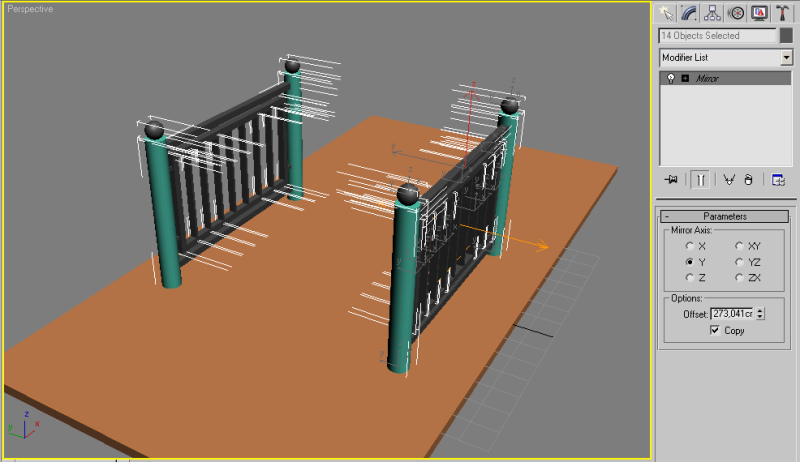 Perspective
14 Objects Selected
Modifier List
Mirror
- Parameters
Mirror Axis:
X XY
Y YZ
Z ZX
Options:
Offset: 273,041cr
Copy
z
y x